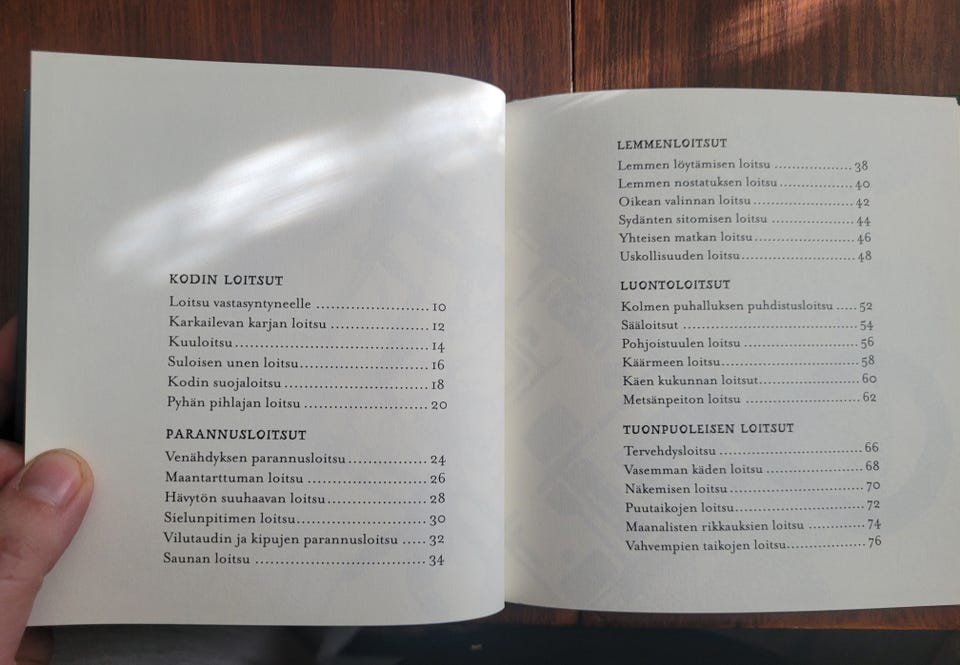 KODIN LOITSUT
Loitsu vastasyntyneelle ........................ 10
Karkailevan karjan loitsu ..................... 12
Kuuloitsu........................................ 14
Suloisen unen loitsu........................... 16
Kodin suojaloitsu .............................. 18
Pyhän pihlajan loitsu .......................... 20
PARANNUSLOITSUT
Venähdyksen parannusloitsu.................. 24
Maantarttuman loitsu .......................... 26
Hävytön suuhaavan loitsu...................... 28
Sielunpitimen loitsu............................ 30
Vilutaudin ja kipujen parannusloitsu ..... 32
Saunan loitsu .................................... 34
LEMMENLOITSUT
Lemmen löytämisen loitsu ................ 38
Lemmen nostatuksen loitsu ............... 40
Oikean valinnan loitsu ..................... 42
Sydänten sitomisen loitsu ................. 44
Yhteisen matkan loitsu..................... 46
Uskollisuuden loitsu........................ 48
LUONTOLOITSUT
Kolmen puhalluksen puhdistusloitsu ..... 52
Sääloitsut ................................... 54
Pohjoistuulen loitsu ....................... 56
Käärmeen loitsu............................ 58
Käen kukunnan loitsut.................... 60
Metsänpeiton loitsu ....................... 62
TUONPUOLEISEN LOITSUT
Tervehdysloitsu ............................ 66
Vasemman käden loitsu ................... 68
Näkemisen loitsu .......................... 70
Puutaikojen loitsu.......................... 72
Maanalisten rikkauksien loitsu ........... 74
Vahvempien taikojen loitsu................ 76